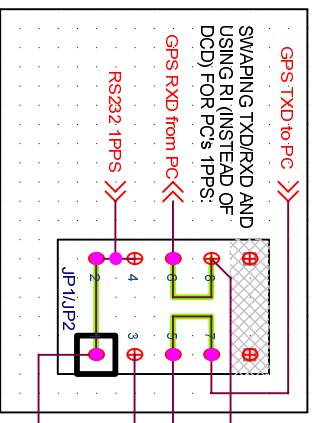 GPS TXD to PC
SWAPING TXD/RXD AND
USING RI (INSTEAD OF
DCD) FOR PC's 1PPS:
GPS RXD from PC
RS232 1PPS
8
7
6
5
4
3
2
JP1/JP2